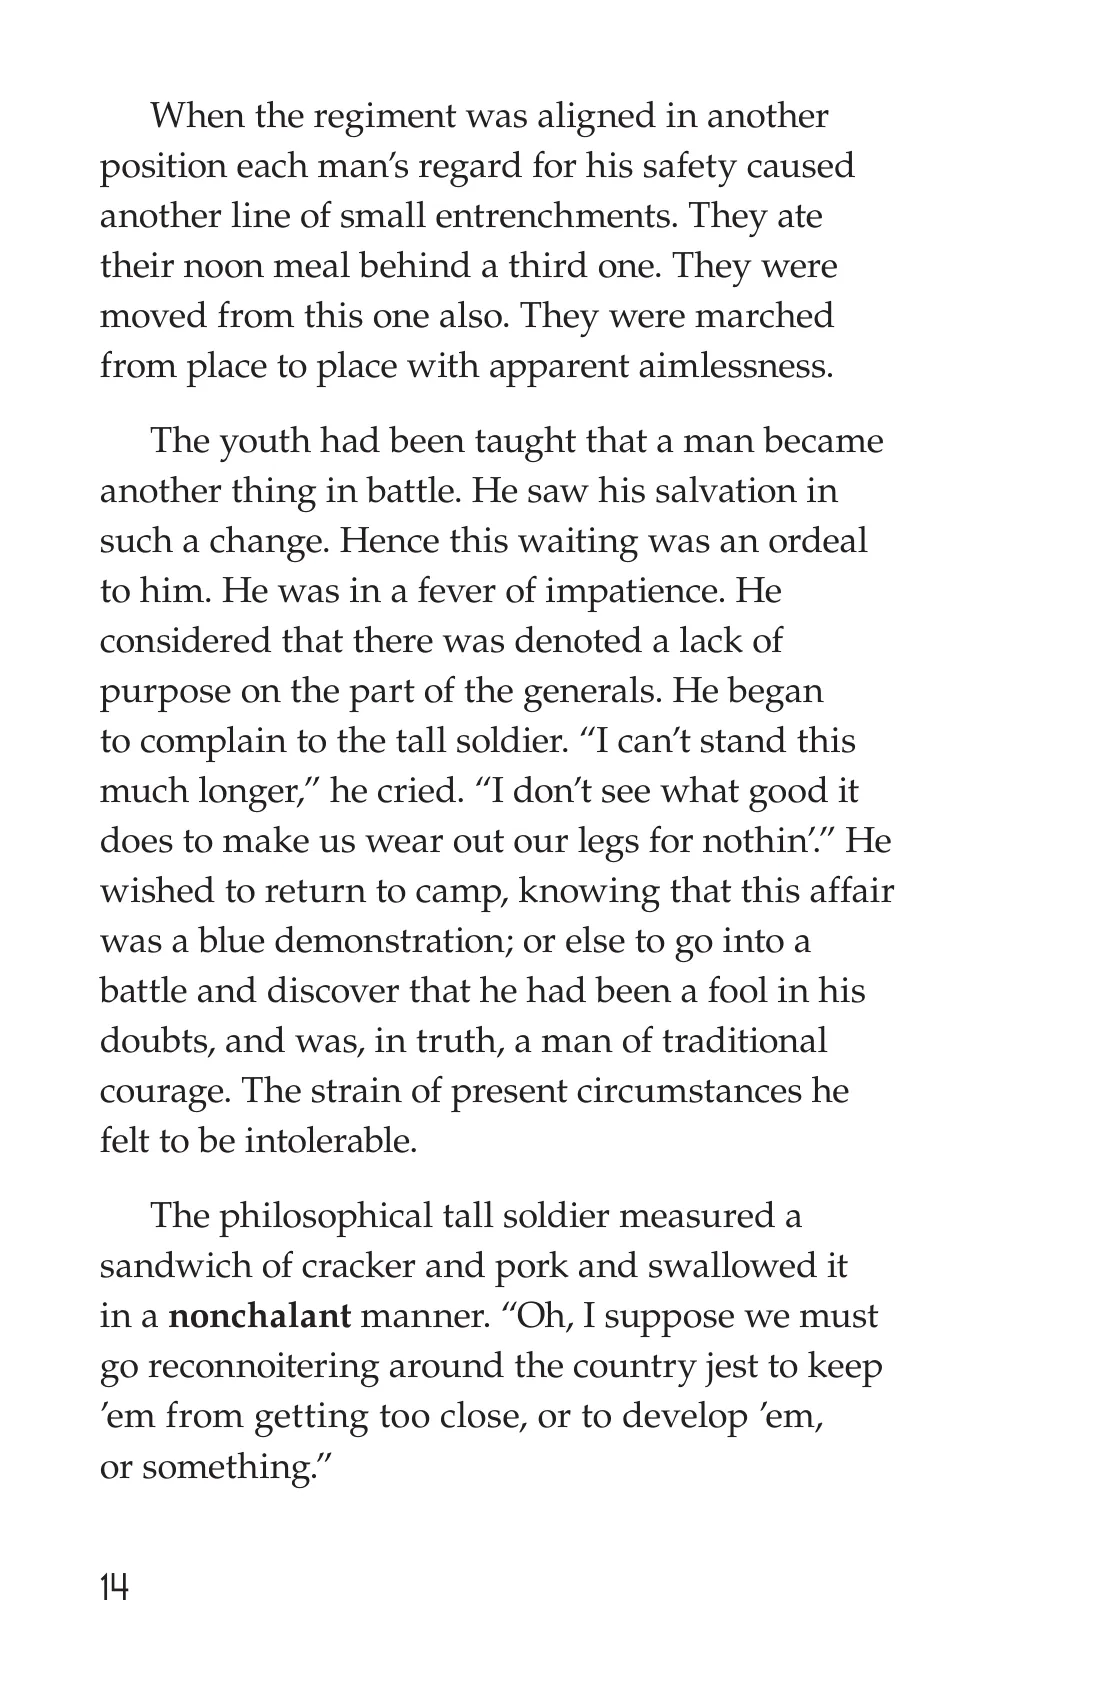 When the regiment was aligned in another
position each man’s regard for his safety caused
another line of small entrenchments. They ate
their noon meal behind a third one. They were
moved from this one also. They were marched
from place to place with apparent aimlessness.
The youth had been taught that a man became
another thing in battle. He saw his salvation in
such a change. Hence this waiting was an ordeal
to him. He was in a fever of impatience. He
considered that there was denoted a lack of
purpose on the part of the generals. He began
to complain to the tall soldier. “I can’t stand this
much longer,” he cried. “I don’t see what good it
does to make us wear out our legs for nothin’.” He
wished to return to camp, knowing that this affair
was a blue demonstration; or else to go into a
battle and discover that he had been a fool in his
doubts, and was, in truth, a man of traditional
courage. The strain of present circumstances he
felt to be intolerable.
The philosophical tall soldier measured a
sandwich of cracker and pork and swallowed it
in a nonchalant manner. “Oh, I suppose we must
go reconnoitering around the country jest to keep
’em from getting too close, or to develop ’em,
or something.”
14